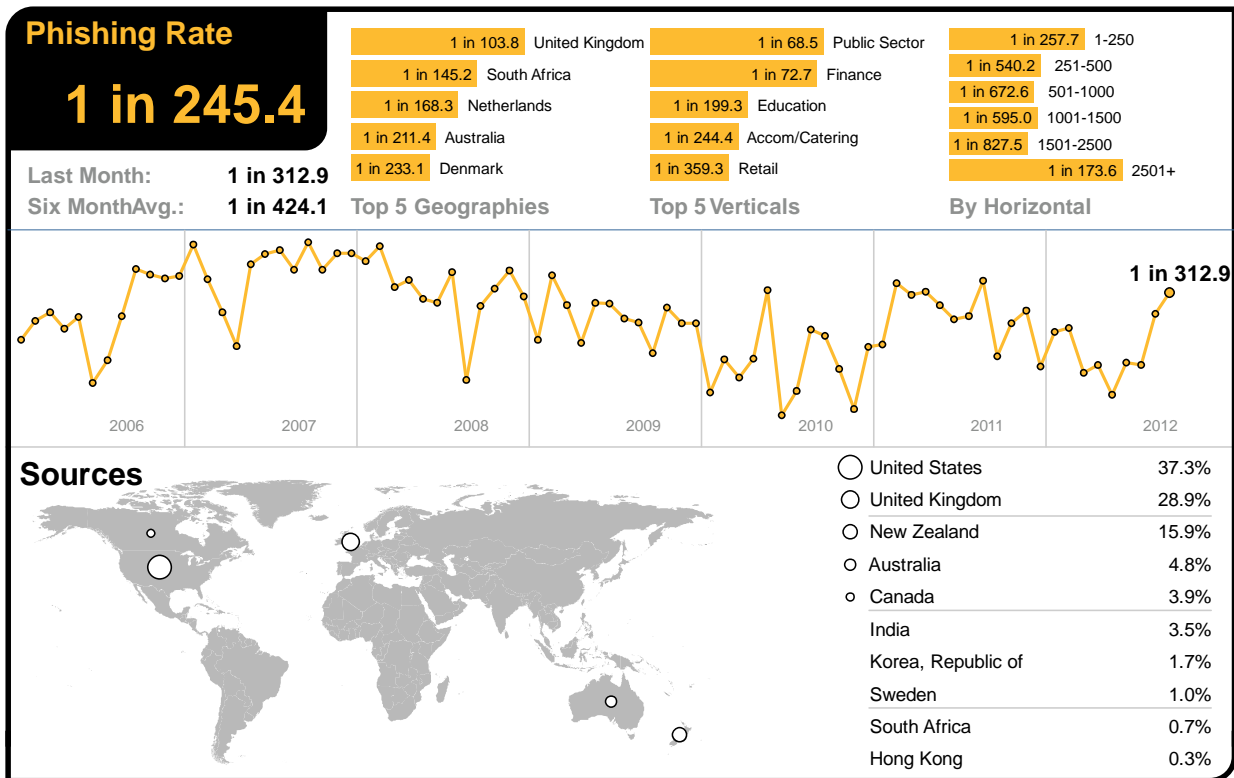 Phishing Rate
1 in 245.4
Last Month: 1 in 312.9
Six MonthAvg.: 1 in 424.1
1 in 103.8 United Kingdom
1 in 145.2 South Africa
1 in 168.3 Netherlands
1 in 211.4 Australia
1 in 233.1 Denmark
Top 5 Geographies
1 in 68.5 Public Sector
1 in 72.7 Finance
1 in 199.3 Education
1 in 244.4 Accom/Catering
1 in 359.3 Retail
Top 5 Verticals
1 in 257.7 1-250
1 in 540.2 251-500
1 in 672.6 501-1000
1 in 595.0 1001-1500
1 in 827.5 1501-2500
1 in 173.6 2501+
By Horizontal
1 in 312.9
2006 2007 2008 2009 2010 2011 2012
Sources
United States 37.3%
United Kingdom 28.9%
New Zealand 15.9%
Australia 4.8%
Canada 3.9%
India 3.5%
Korea, Republic of 1.7%
Sweden 1.0%
South Africa 0.7%
Hong Kong 0.3%